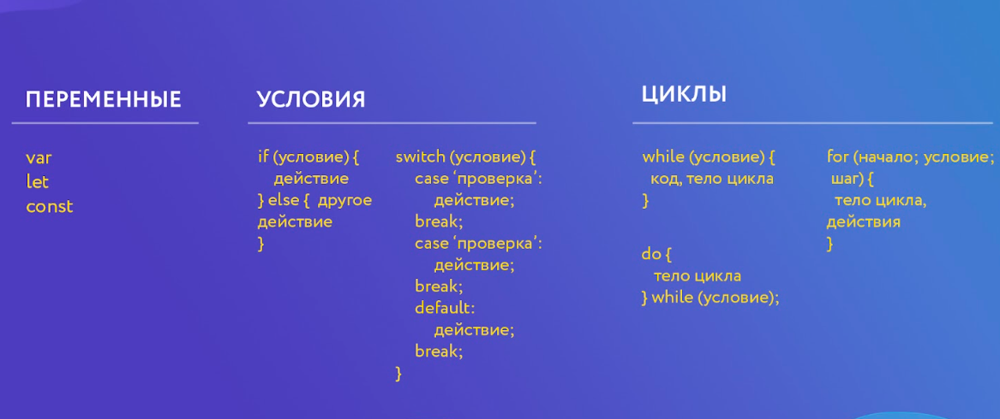 ПЕРЕМЕННЫЕ
var
let
const
УСЛОВИЯ
if (условие) {
действие
} else { другое
действие
}
switch (условие) {
case ‘проверка’:
действие;
break;
case ‘проверка’:
действие;
break;
default:
действие;
break;
}
ЦИКЛЫ
while (условие) {
код, тело цикла
}
do {
тело цикла
} while (условие);
for (начало; условие;
шаг) {
тело цикла,
действия
}